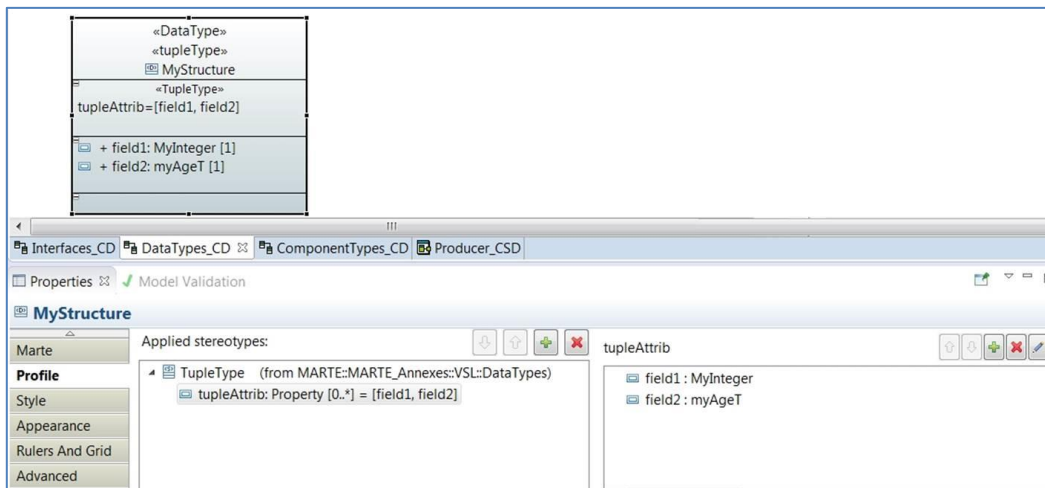 «DataType»
«tupleType»
MyStructure
«TupleType»
tupleAttrib=[field1, field2]
+ field1: MyInteger [1]
+ field2: myAgeT [1]
Interfaces_CD DataTypes_CD ComponentTypes_CD Producer_CSD
Properties Model Validation
MyStructure
Marte
Profile
Style
Appearance
Rulers And Grid
Advanced
Applied stereotypes:
TupleType (from MARTE::MARTE_Annexes::VSL::DataTypes)
tupleAttrib: Property [0..*] = [field1, field2]
tupleAttrib
field1 : MyInteger
field2 : myAgeT